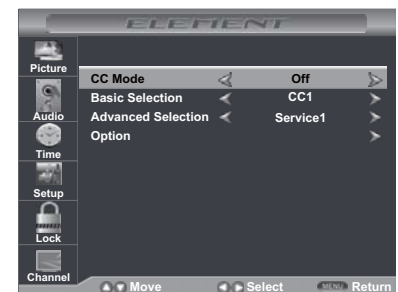 ELEMENT
Picture
Audio
Time
Setup
Lock
Channel
CC Mode Off
Basic Selection CC1
Advanced Selection Service1
Option
Move Select MENU Return